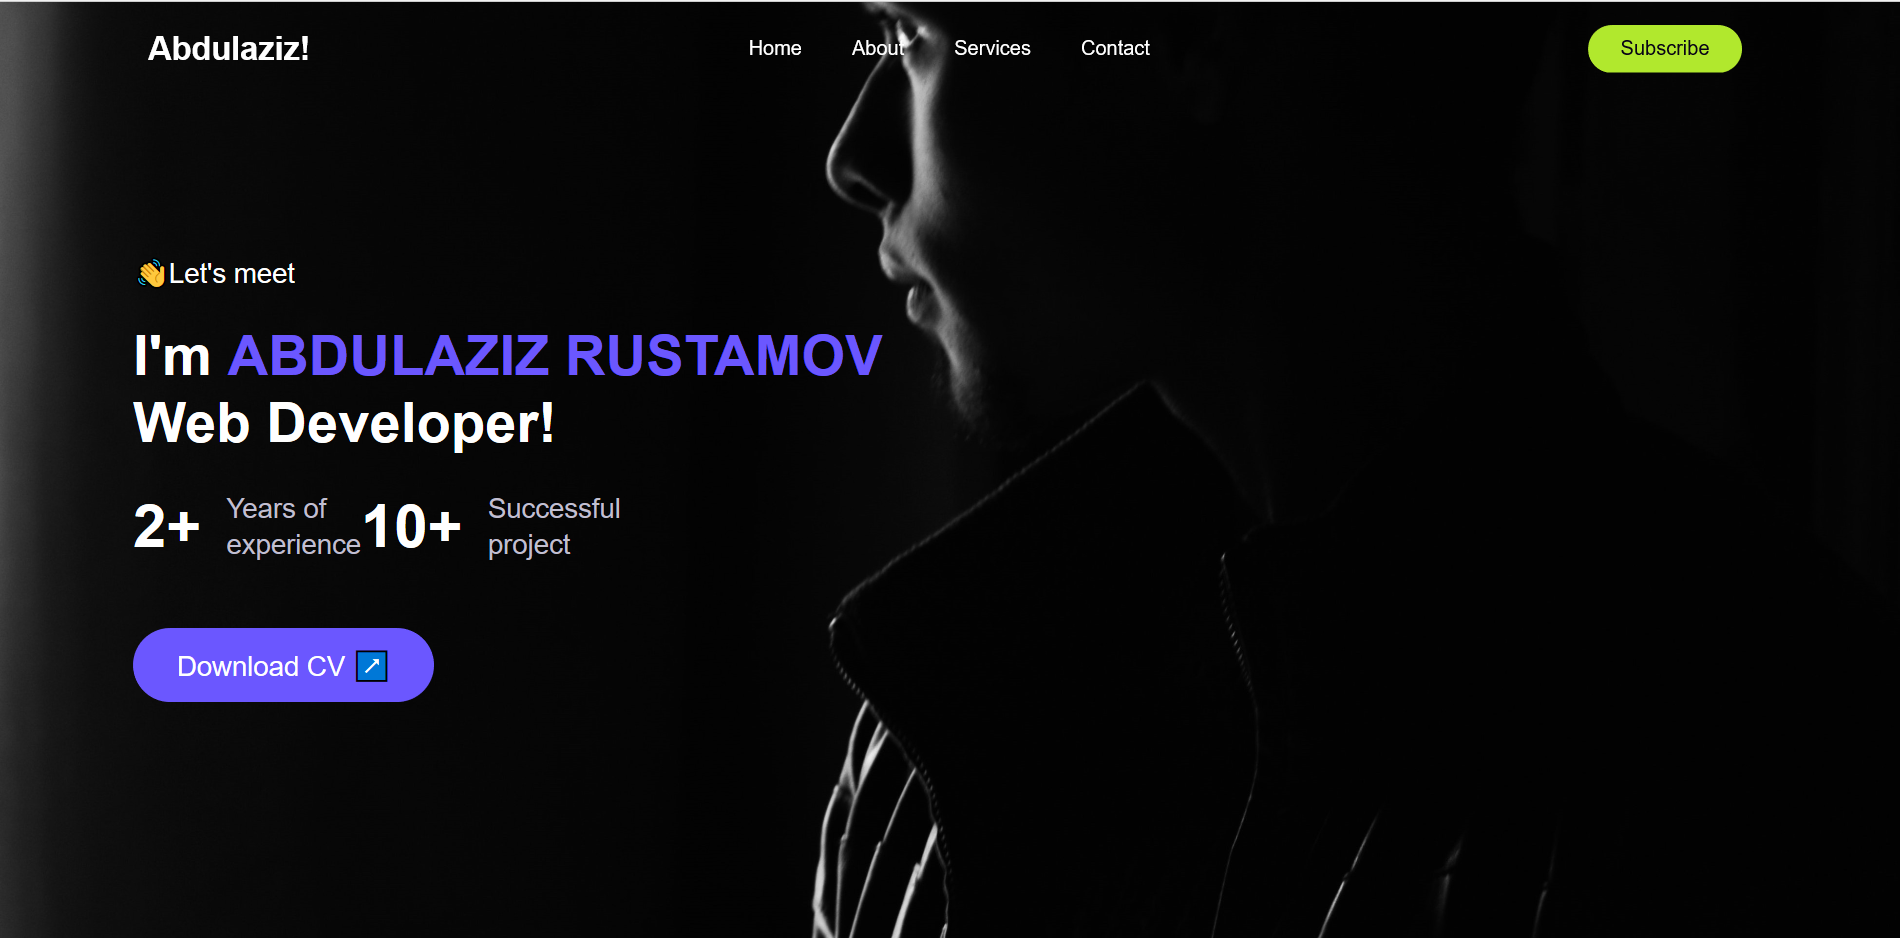 Abdulaziz!
Home About Services Contact
Subscribe
👋Let's meet
I'm ABDULAZIZ RUSTAMOV
Web Developer!
2+ Years of experience
10+ Successful project
Download CV ↗